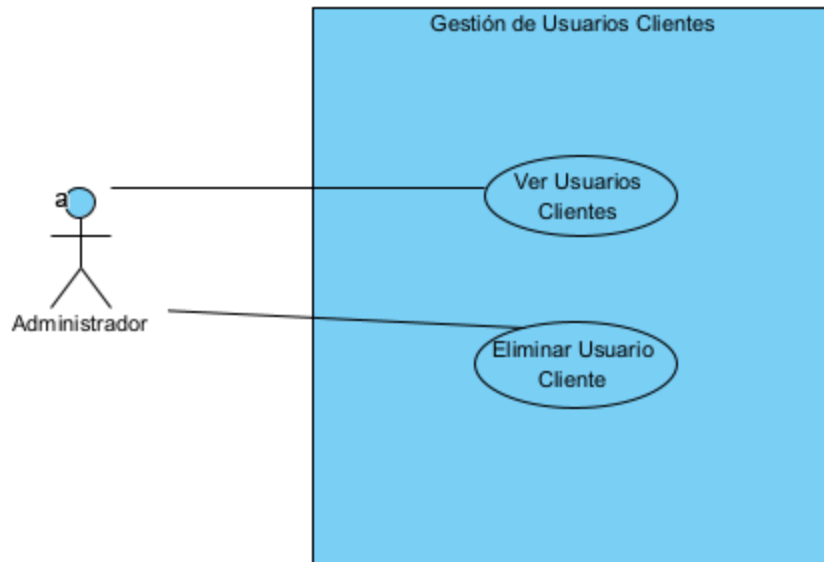 Gestión de Usuarios Clientes
Ver Usuarios
Clientes
a
Administrador
Eliminar Usuario
Cliente